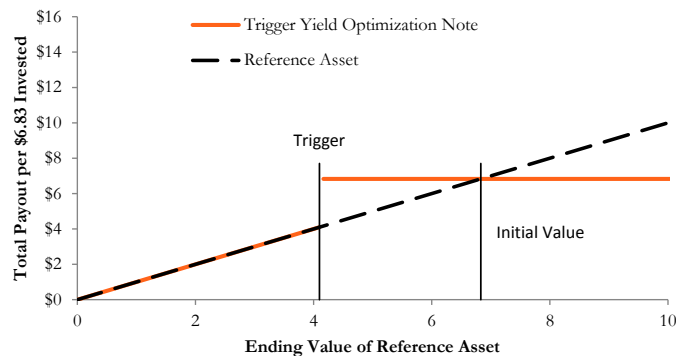 $16
$14
$12
$10
$8
$6
$4
$2
$0
Total Payout per $6.83 Invested
Trigger Yield Optimization Note
Reference Asset
Trigger
Initial Value
0
2
4
6
8
10
Ending Value of Reference Asset